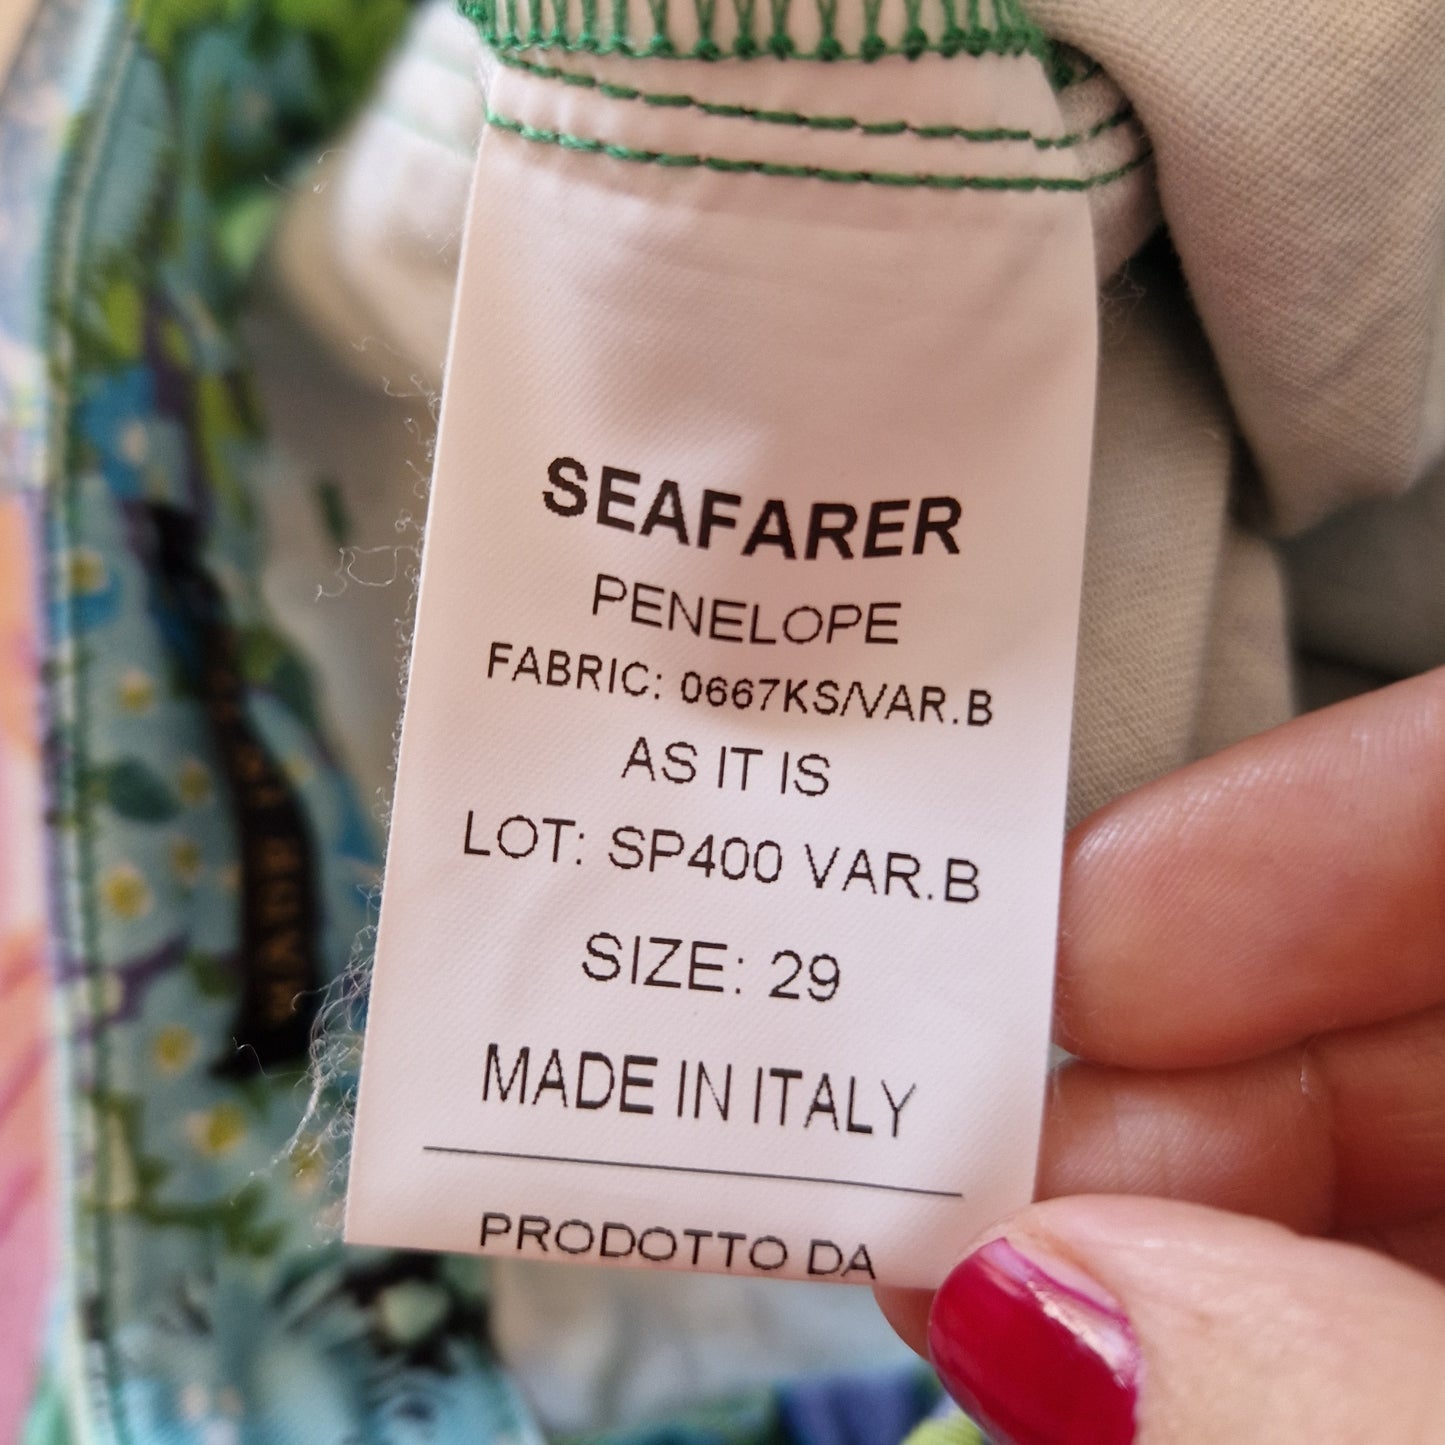 SEAFARER
PENELOPE
FABRIC: 0667KS/VAR.B
AS IT IS
LOT: SP400 VAR.B
SIZE: 29
MADE IN ITALY
PRODOTTO DA